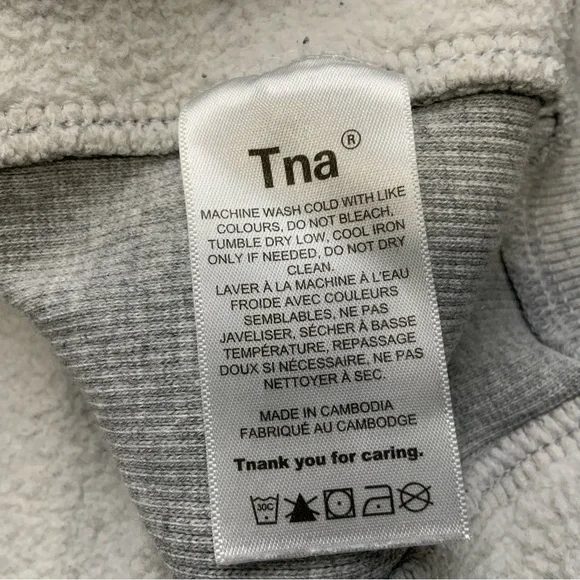 Tna®
MACHINE WASH COLD WITH LIKE
COLOURS, DO NOT BLEACH,
TUMBLE DRY LOW, COOL IRON
ONLY IF NEEDED, DO NOT DRY
CLEAN.
LAVER À LA MACHINE À L'EAU
FROIDE AVEC COULEURS
SEMBLABLES, NE PAS
JAVELISER, SÉCHER À BASSE
TEMPÉRATURE, REPASSAGE
DOUX SI NÉCESSAIRE, NE PAS
NETTOYER À SEC.
MADE IN CAMBODIA
FABRIQUÉ AU CAMBODGE
Tnank you for caring.
30C